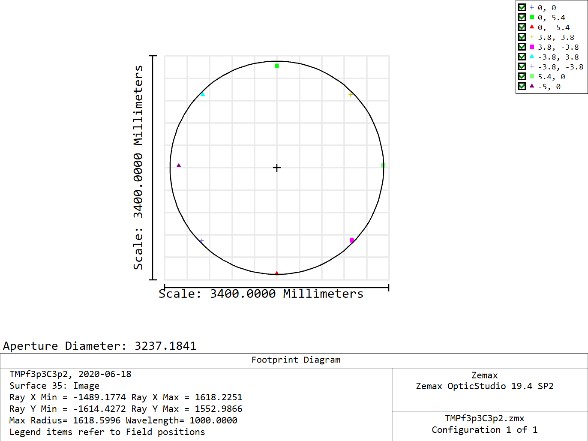 + 0, 0
0, 5.4
0, -5.4
3.8, 3.8
3.8, -3.8
-3.8, 3.8
-3.8, -3.8
5.4, 0
-5, 0
Scale: 3400.0000 Millimeters
Scale: 3400.0000 Millimeters
Aperture Diameter: 3237.1841
Footprint Diagram
TMPf3p3C3p2, 2020-06-18
Surface 35: Image
Ray X Min = -1489.1774 Ray X Max = 1618.2251
Ray Y Min = -1614.4272 Ray Y Max = 1552.9866
Max Radius= 1618.5996 Wavelength= 1000.0000
Legend items refer to Field positions
Zemax
Zemax OpticStudio 19.4 SP2
TMPf3p3C3p2.zmx
Configuration 1 of 1